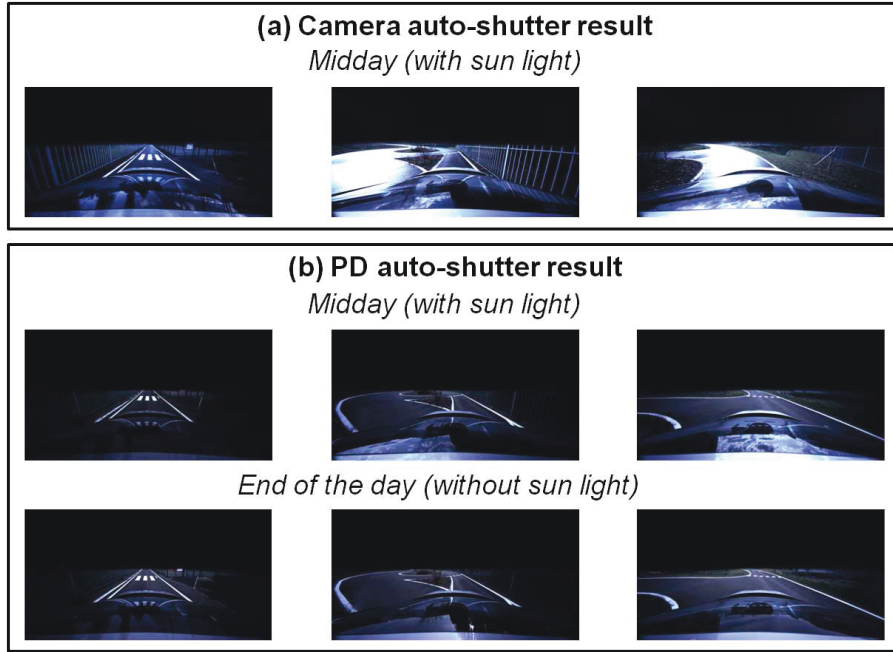 (a) Camera auto-shutter result
Midday (with sun light)
(b) PD auto-shutter result
Midday (with sun light)
End of the day (without sun light)